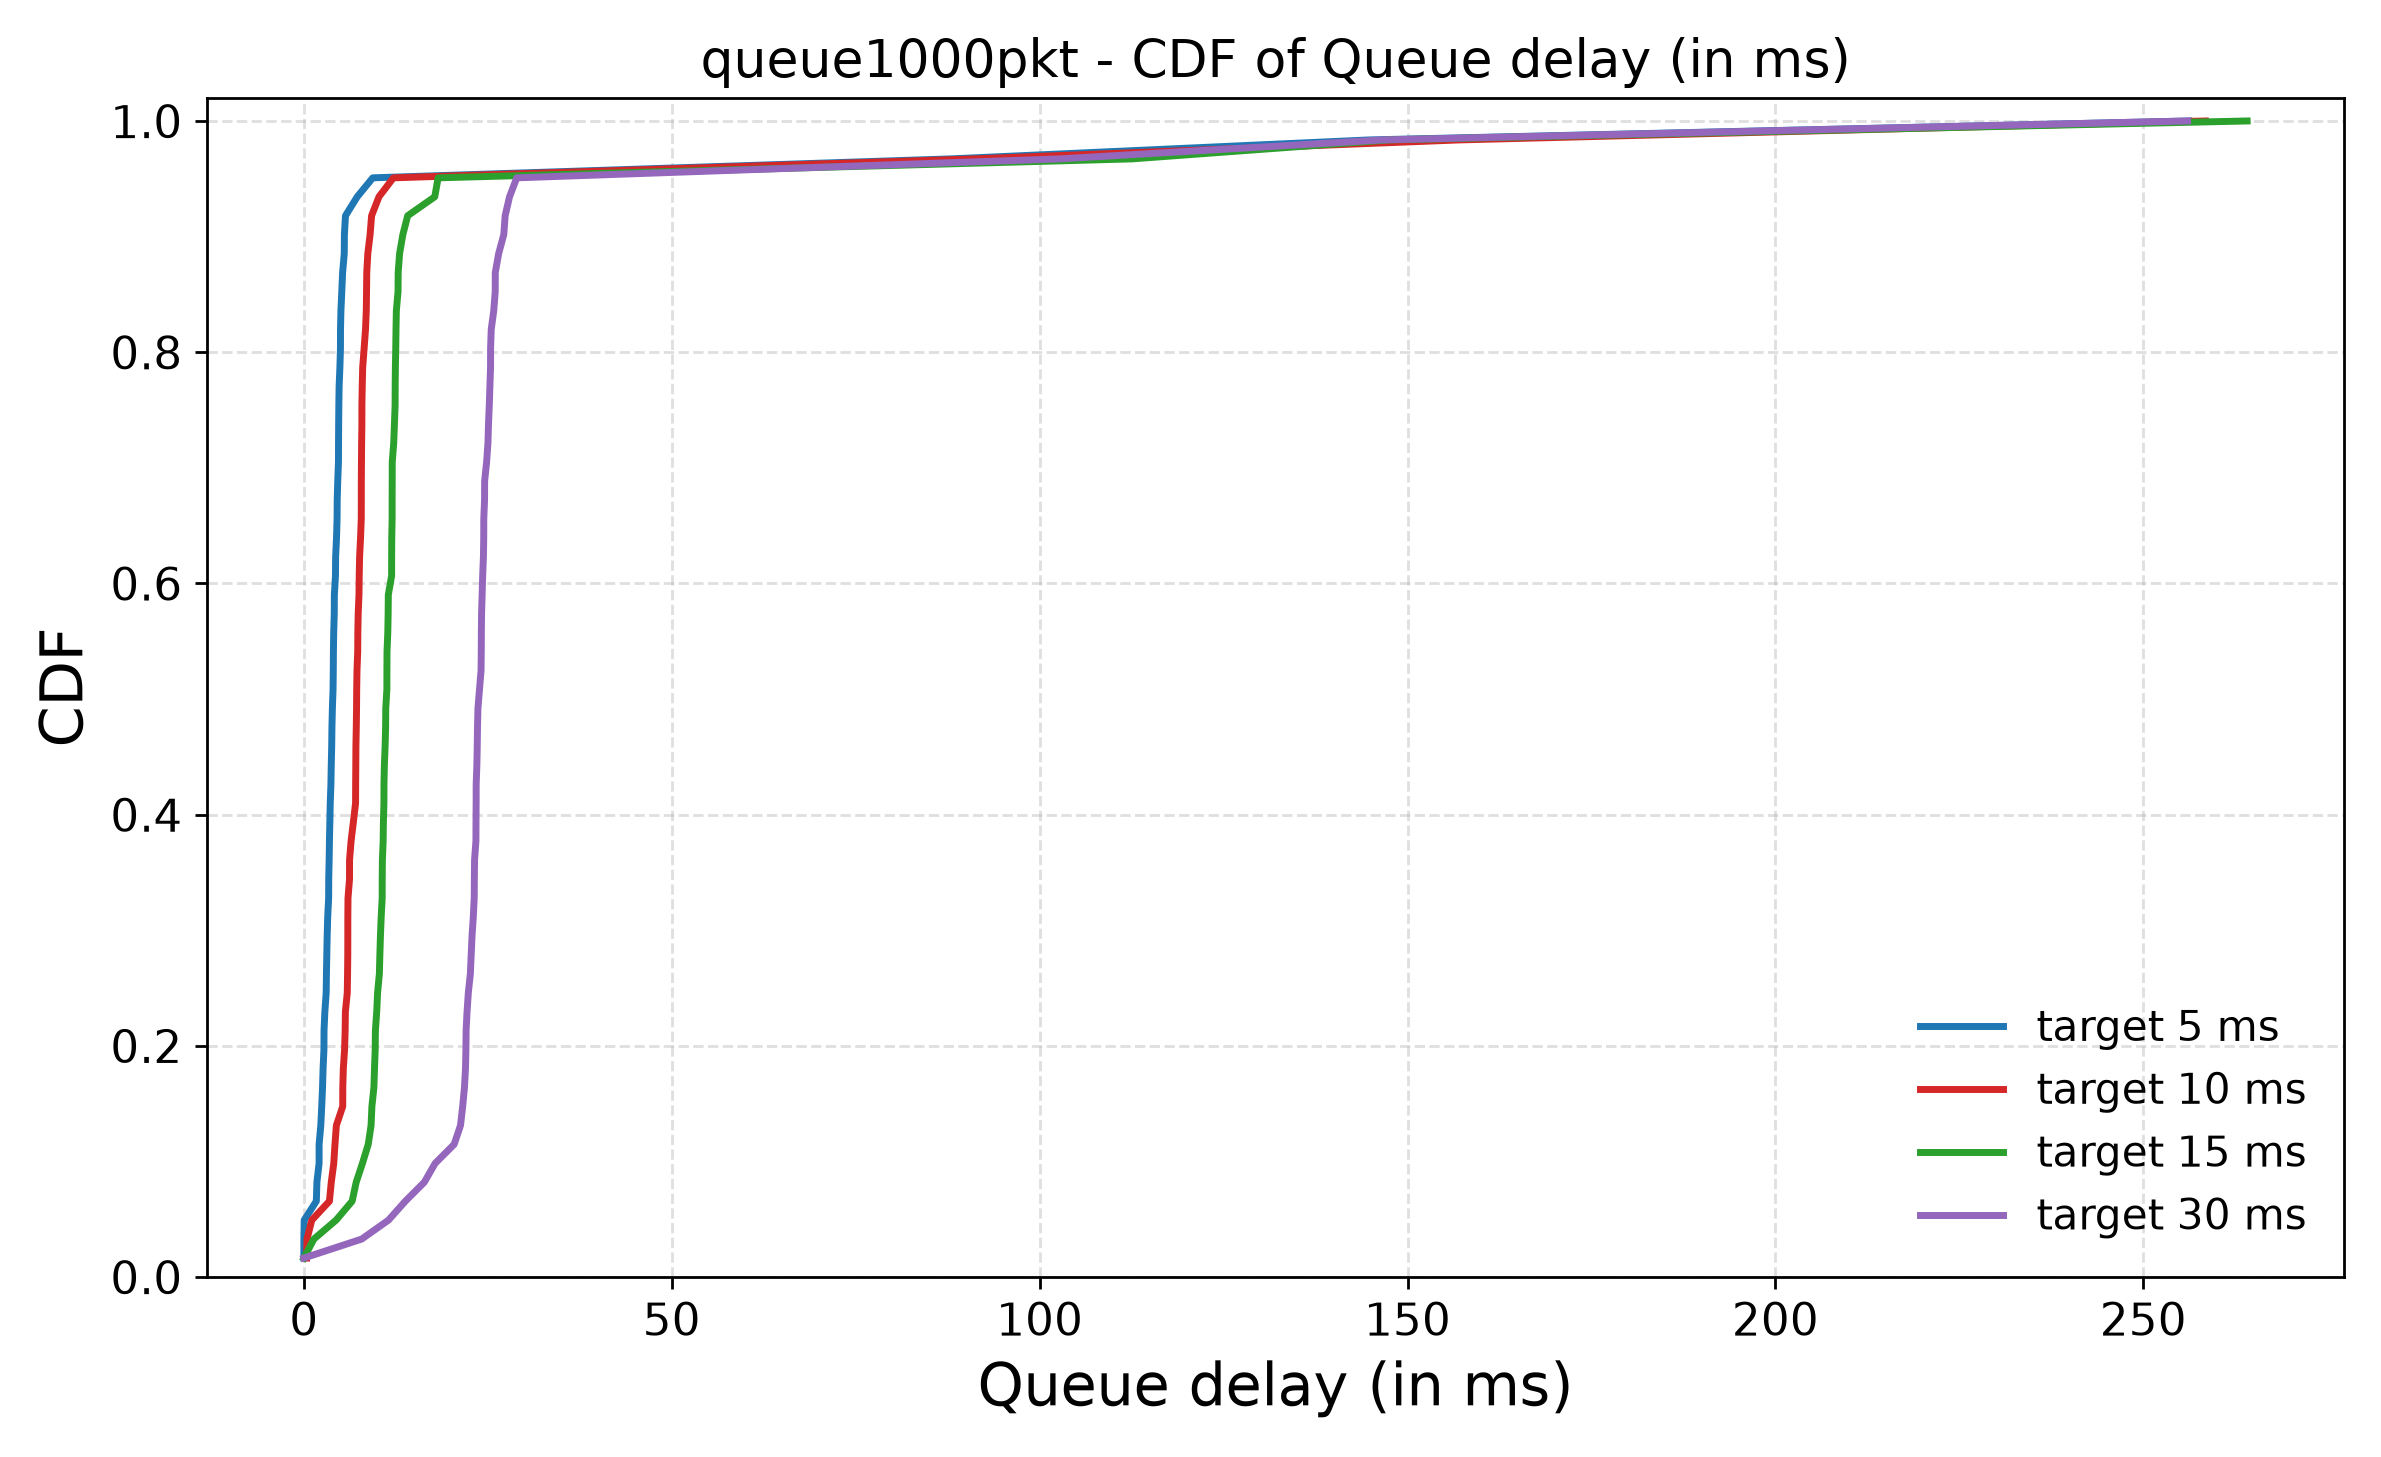 queue1000pkt - CDF of Queue delay (in ms)
1.0
0.8
0.6
0.4
0.2
0.0
CDF
0 50 100 150 200 250
Queue delay (in ms)
target 5 ms
target 10 ms
target 15 ms
target 30 ms